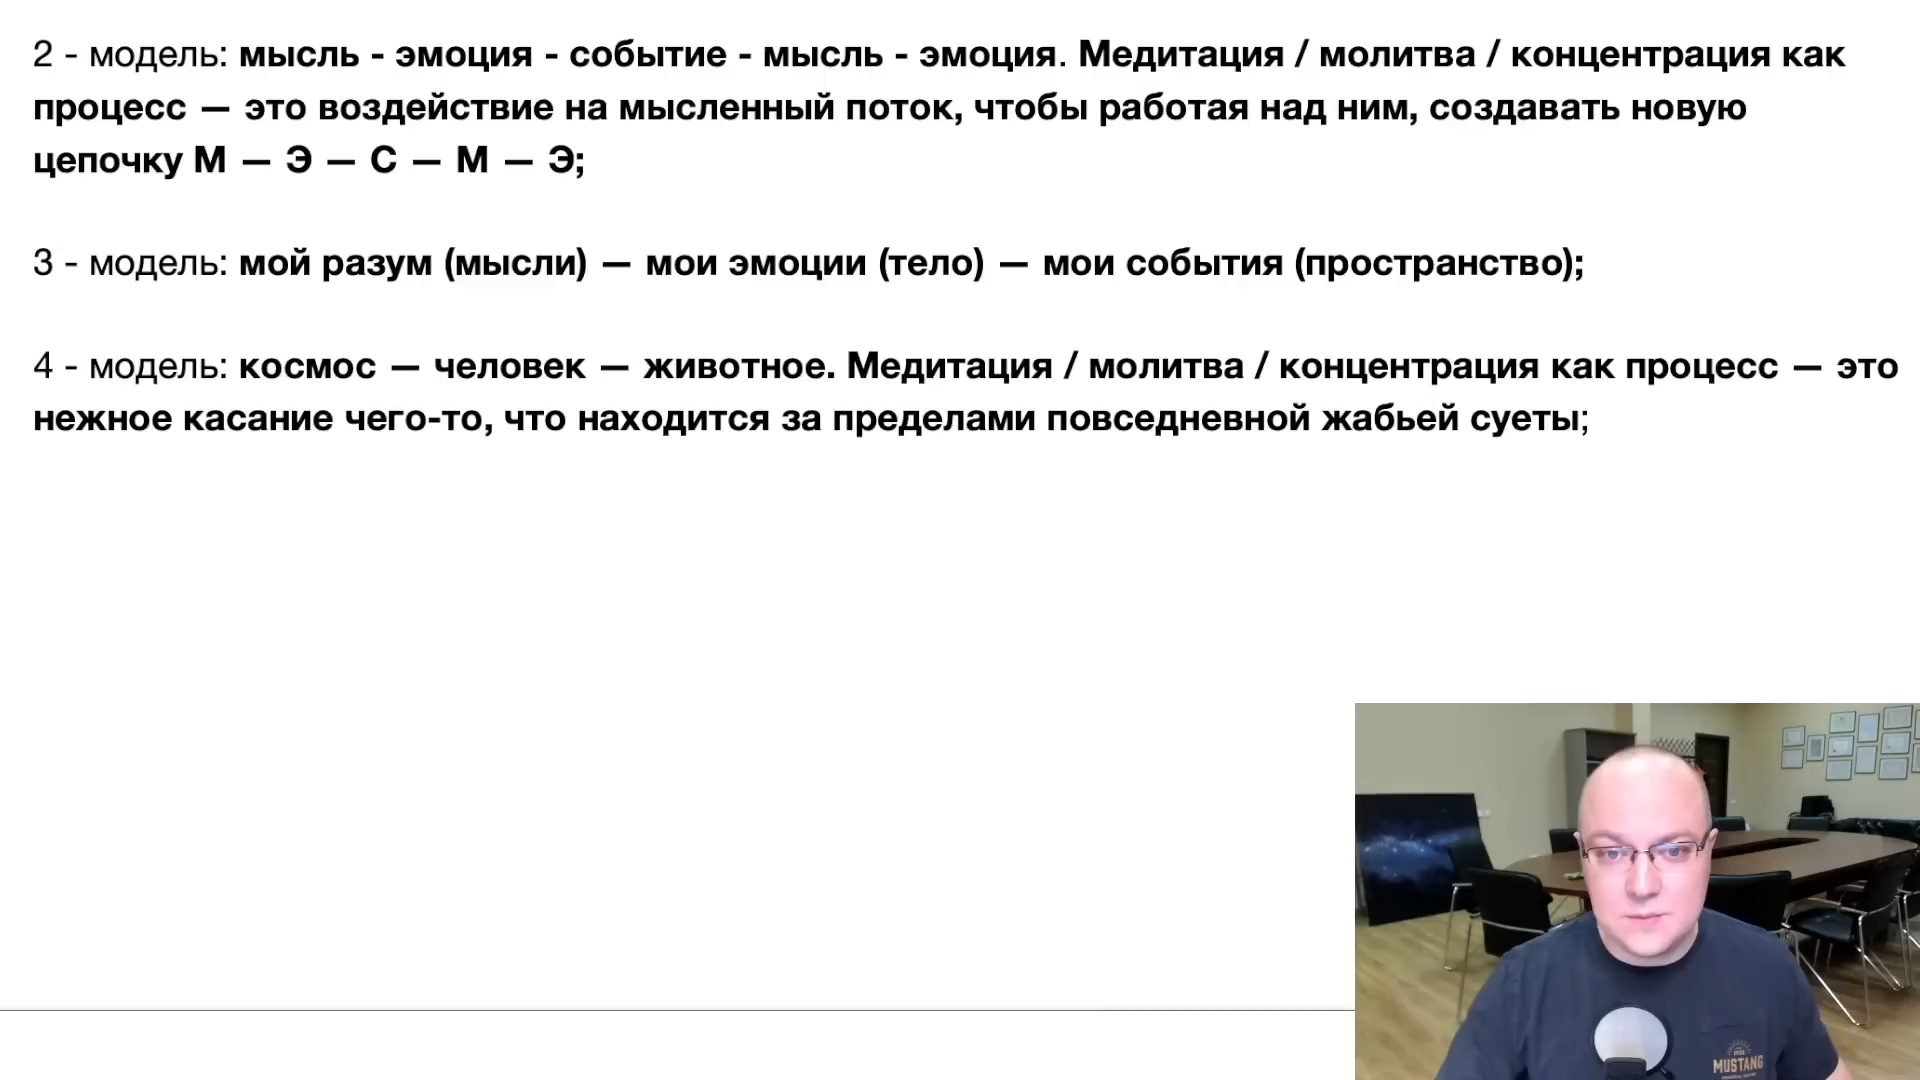 2 - модель: мысль - эмоция - событие - мысль - эмоция. Медитация / молитва / концентрация как
процесс — это воздействие на мысленный поток, чтобы работая над ним, создавать новую
цепочку М — Э — С — М — Э;
3 - модель: мой разум (мысли) — мои эмоции (тело) — мои события (пространство);
4 - модель: космос — человек — животное. Медитация / молитва / концентрация как процесс — это
нежное касание чего-то, что находится за пределами повседневной жабьей суеты;
MUSTANG